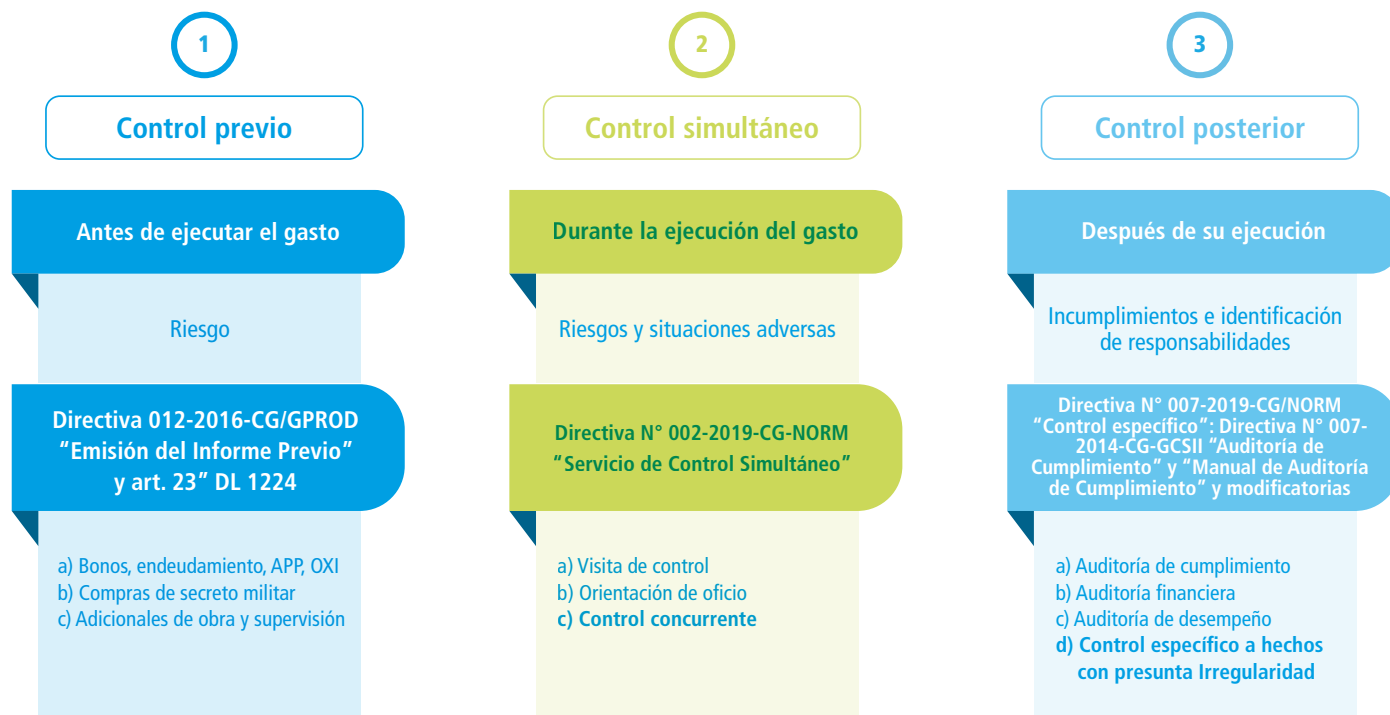 1
Control previo
Antes de ejecutar el gasto
Riesgo
Directiva 012-2016-CG/GPROD
“Emisión del Informe Previo”
y art. 23” DL 1224
a) Bonos, endeudamiento, APP, OXI
b) Compras de secreto militar
c) Adicionales de obra y supervisión
2
Control simultáneo
Durante la ejecución del gasto
Riesgos y situaciones adversas
Directiva N° 002-2019-CG-NORM
“Servicio de Control Simultáneo”
a) Visita de control
b) Orientación de oficio
c) Control concurrente
3
Control posterior
Después de su ejecución
Incumplimientos e identificación
de responsabilidades
Directiva N° 007-2019-CG/NORM
“Control específico”: Directiva N° 007-
2014-CG-GCSII “Auditoría de
Cumplimiento” y “Manual de Auditoría
de Cumplimiento” y modificatorias
a) Auditoría de cumplimiento
b) Auditoría financiera
c) Auditoría de desempeño
d) Control específico a hechos
con presunta Irregularidad